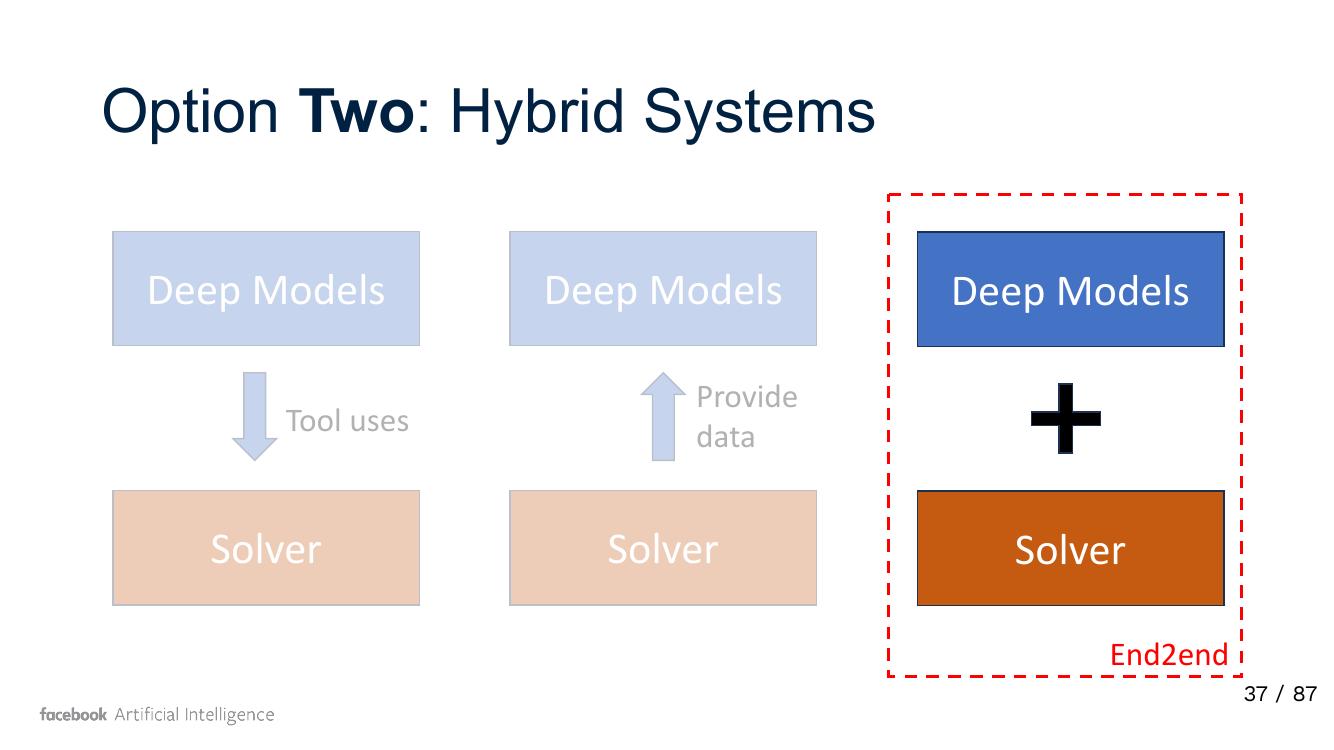 Option Two: Hybrid Systems
Deep Models
Tool uses
Solver
Deep Models
Provide
data
Solver
Deep Models
Solver
End2end
37 / 87
facebook Artificial Intelligence